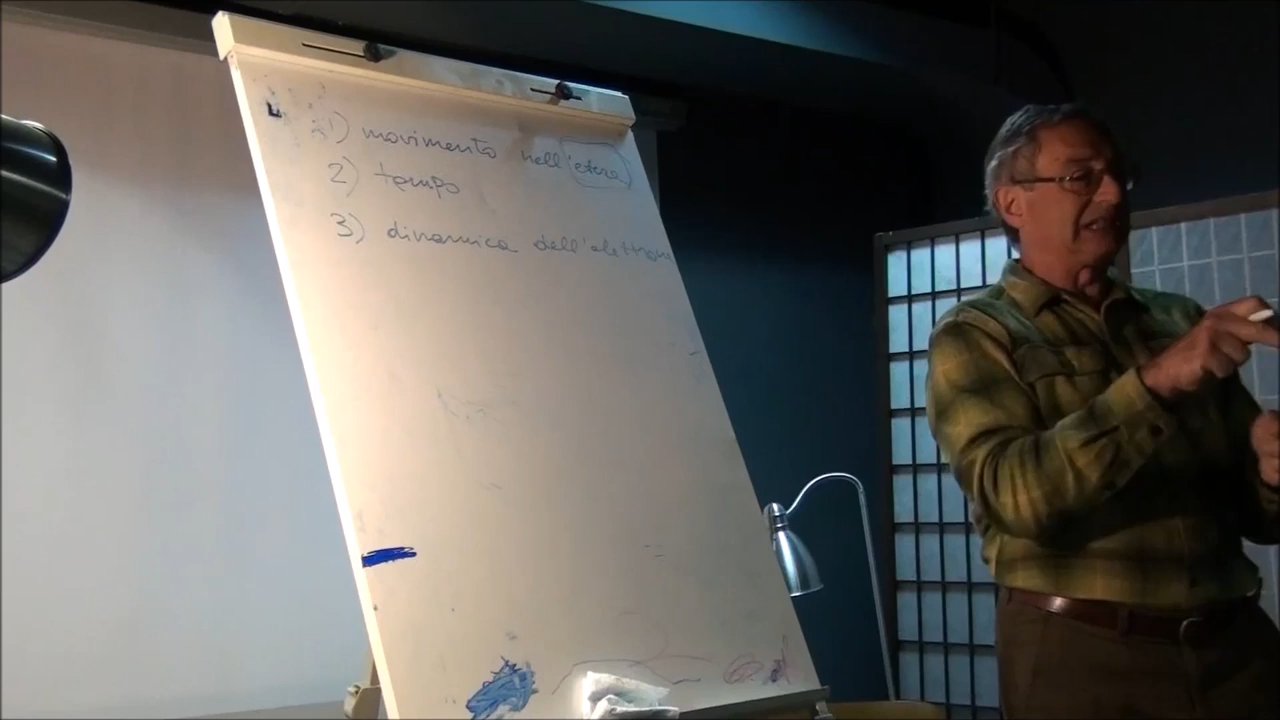 1) movimento nell'etere
2) tempo
3) dinamica dell'elettrone